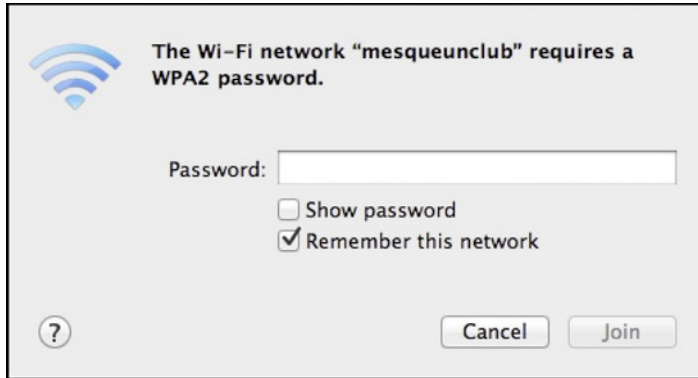 The Wi-Fi network “mesqueunclub” requires a
WPA2 password.
Password:
Show password
Remember this network
?
Cancel
Join